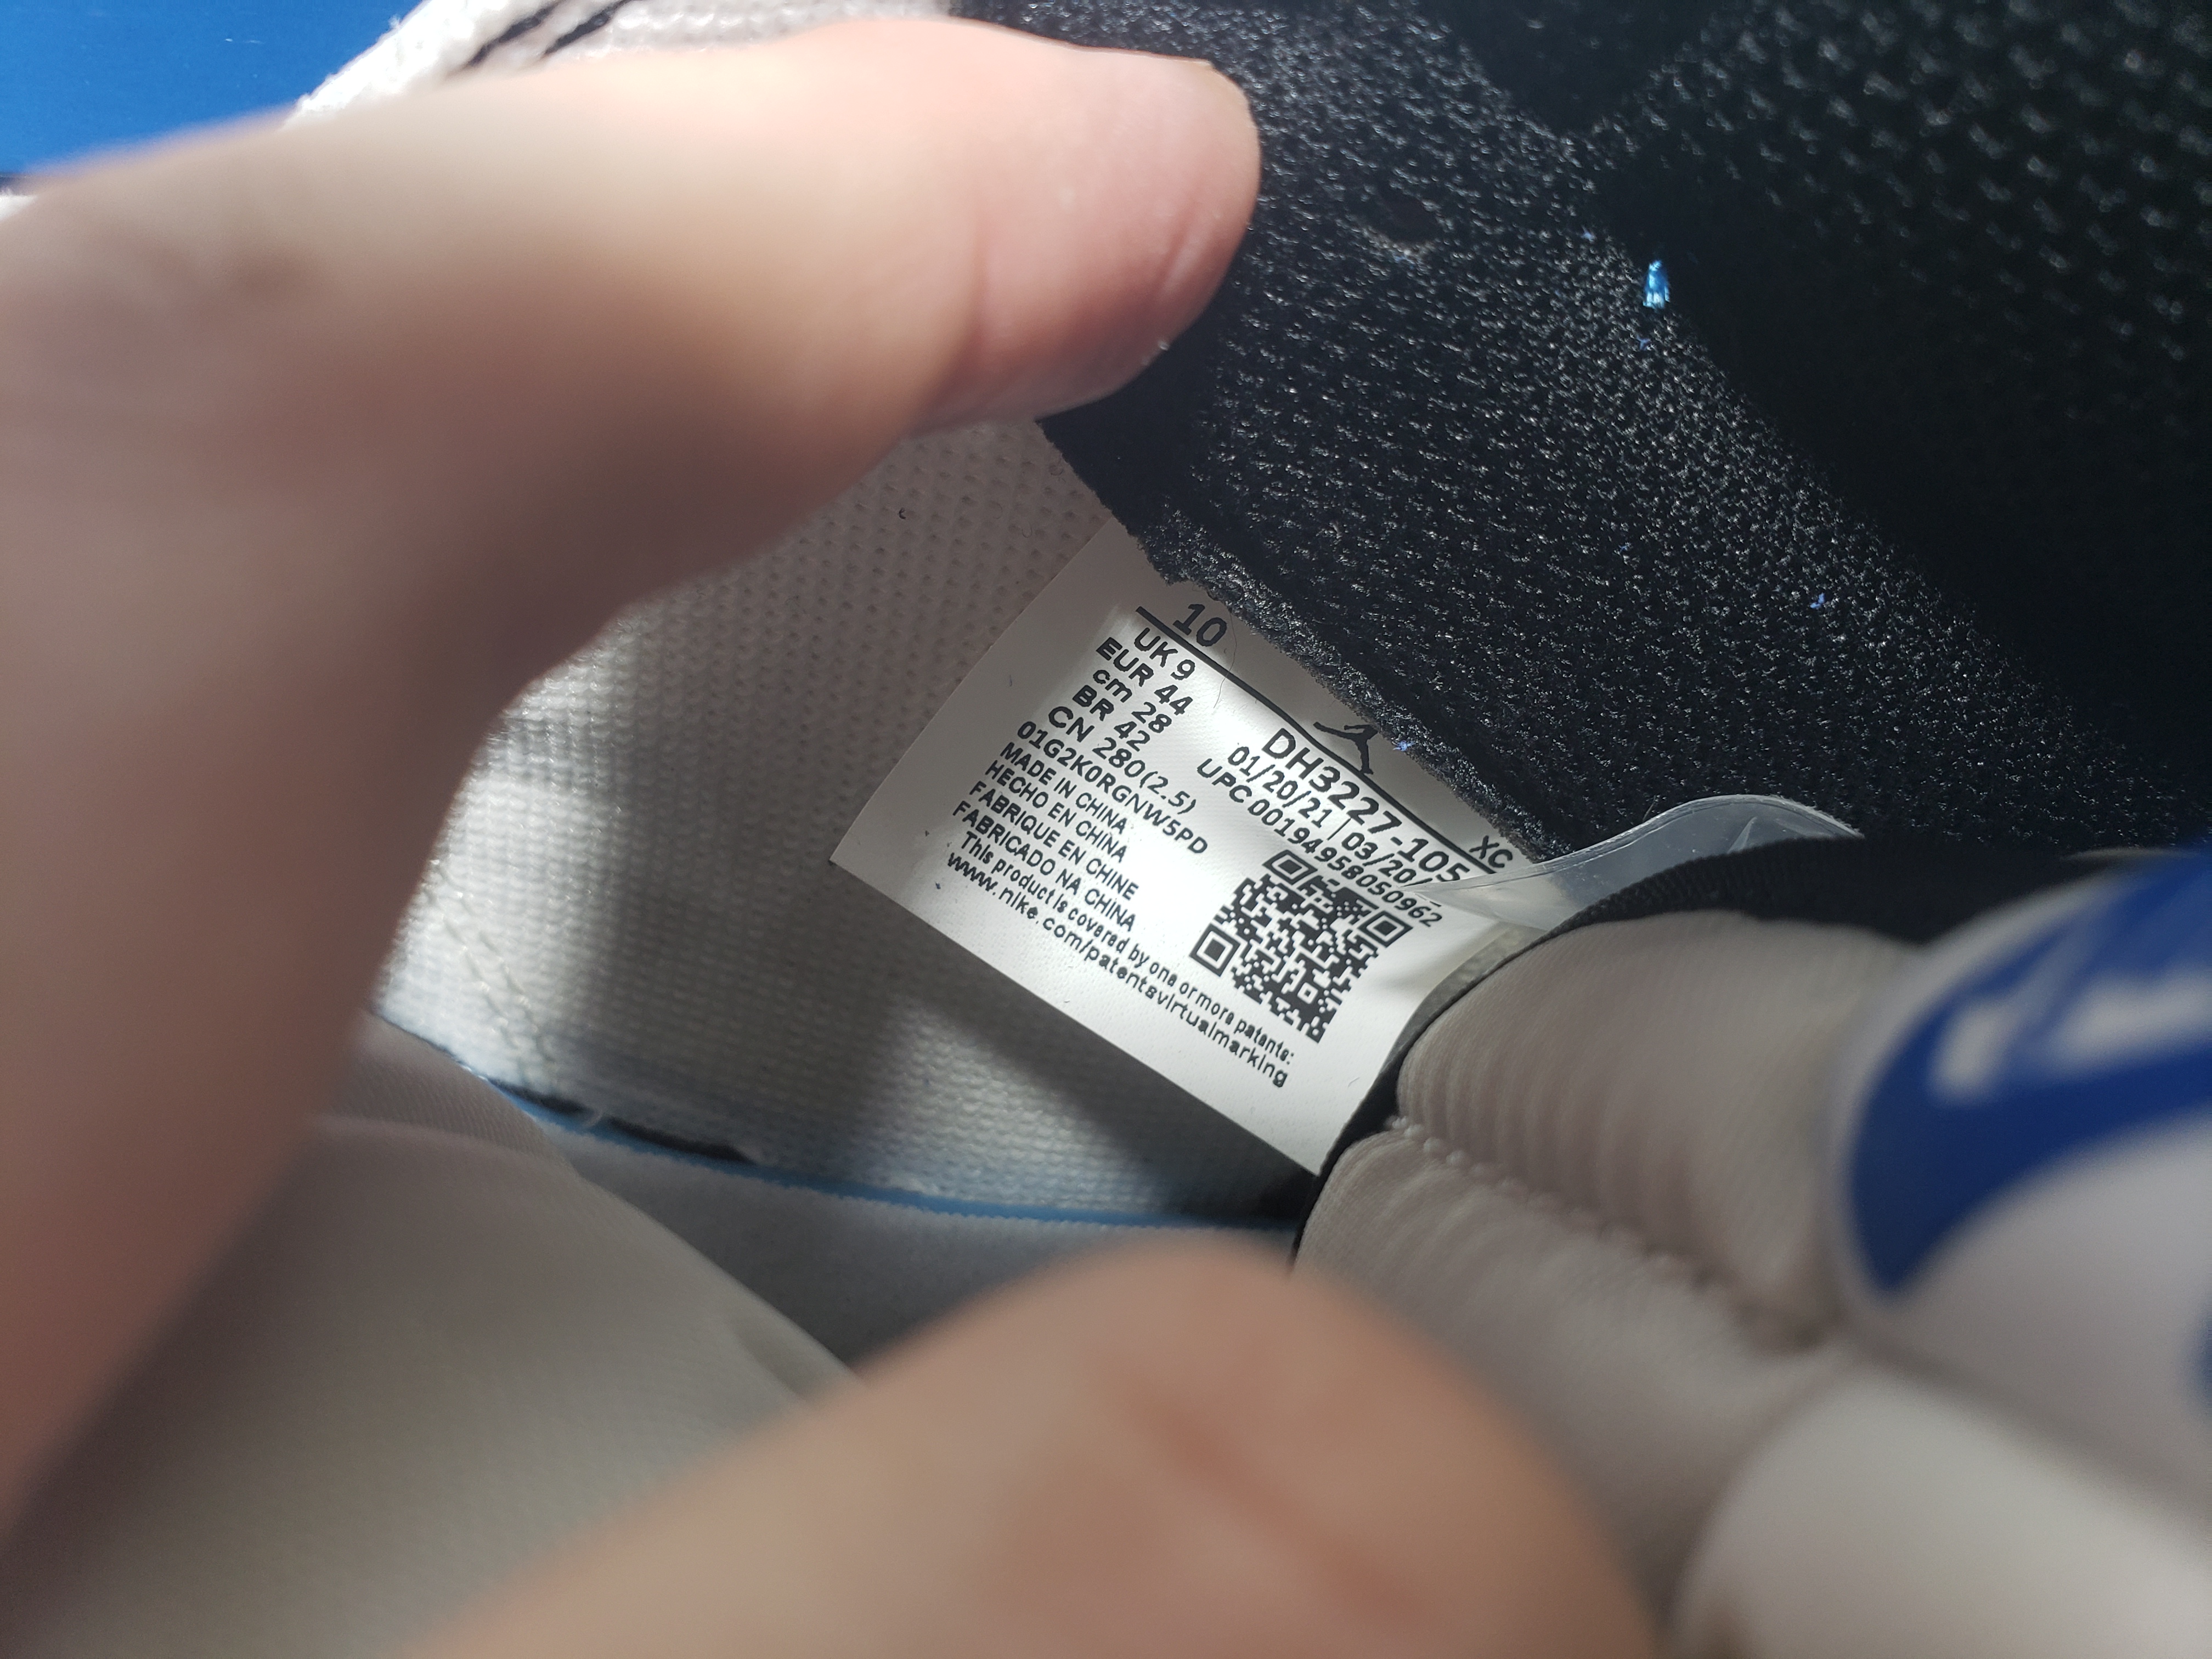 10
UK 9
EUR 44
cm 28
BR 42
CN 280(2.5)
01G2K0RGNW5PD
MADE IN CHINA
HECHO EN CHINA
FABRIQUE EN CHINE
FABRICADO NA CHINA
This product is covered by one or more patents:
www.nike.com/patentsvirtualmarking
XC
DH3227-105
01/20/21 | 03/20/
UPC 00194958050962